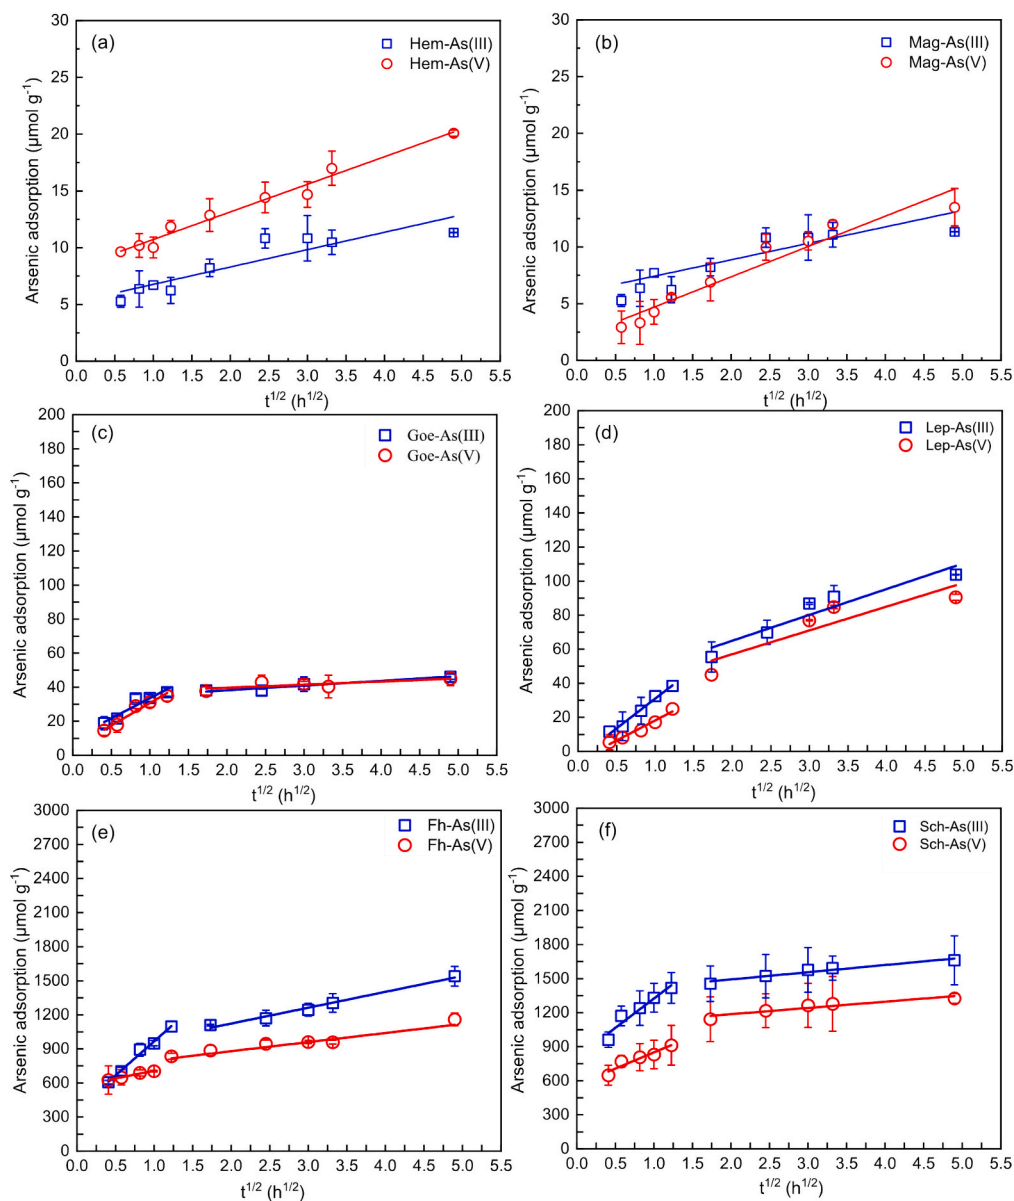 (a)
Hem-As(III)
Hem-As(V)
30
25
20
15
10
5
0
Arsenic adsorption (μmol g⁻¹)
0.0 0.5 1.0 1.5 2.0 2.5 3.0 3.5 4.0 4.5 5.0 5.5
t^1/2 (h^1/2)
(b)
Mag-As(III)
Mag-As(V)
30
25
20
15
10
5
0
Arsenic adsorption (μmol g⁻¹)
0.0 0.5 1.0 1.5 2.0 2.5 3.0 3.5 4.0 4.5 5.0 5.5
t^1/2 (h^1/2)
(c)
Goe-As(III)
Goe-As(V)
200
180
160
140
120
100
80
60
40
20
0
Arsenic adsorption (μmol g⁻¹)
0.0 0.5 1.0 1.5 2.0 2.5 3.0 3.5 4.0 4.5 5.0 5.5
t^1/2 (h^1/2)
(d)
Lep-As(III)
Lep-As(V)
200
180
160
140
120
100
80
60
40
20
0
Arsenic adsorption (μmol g⁻¹)
0.0 0.5 1.0 1.5 2.0 2.5 3.0 3.5 4.0 4.5 5.0 5.5
t^1/2 (h^1/2)
(e)
Fh-As(III)
Fh-As(V)
3000
2700
2400
2100
1800
1500
1200
900
600
300
0
Arsenic adsorption (μmol g⁻¹)
0.0 0.5 1.0 1.5 2.0 2.5 3.0 3.5 4.0 4.5 5.0 5.5
t^1/2 (h^1/2)
(f)
Sch-As(III)
Sch-As(V)
3000
2700
2400
2100
1800
1500
1200
900
600
300
0
Arsenic adsorption (μmol g⁻¹)
0.0 0.5 1.0 1.5 2.0 2.5 3.0 3.5 4.0 4.5 5.0 5.5
t^1/2 (h^1/2)